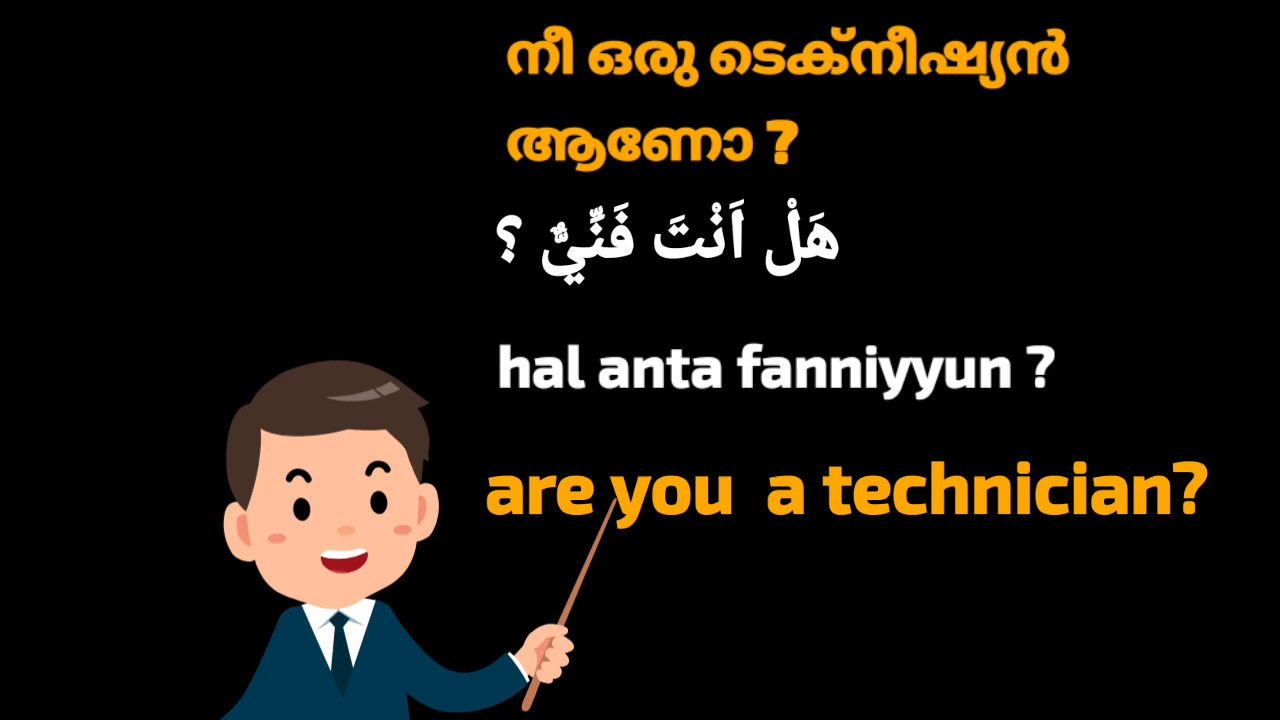 നീ ഒരു ടെക്നീഷ്യൻ
ആണോ ?
هَلْ اَنْتَ فَنِّيٌّ ؟
hal anta fanniyyun ?
are you  a technician?